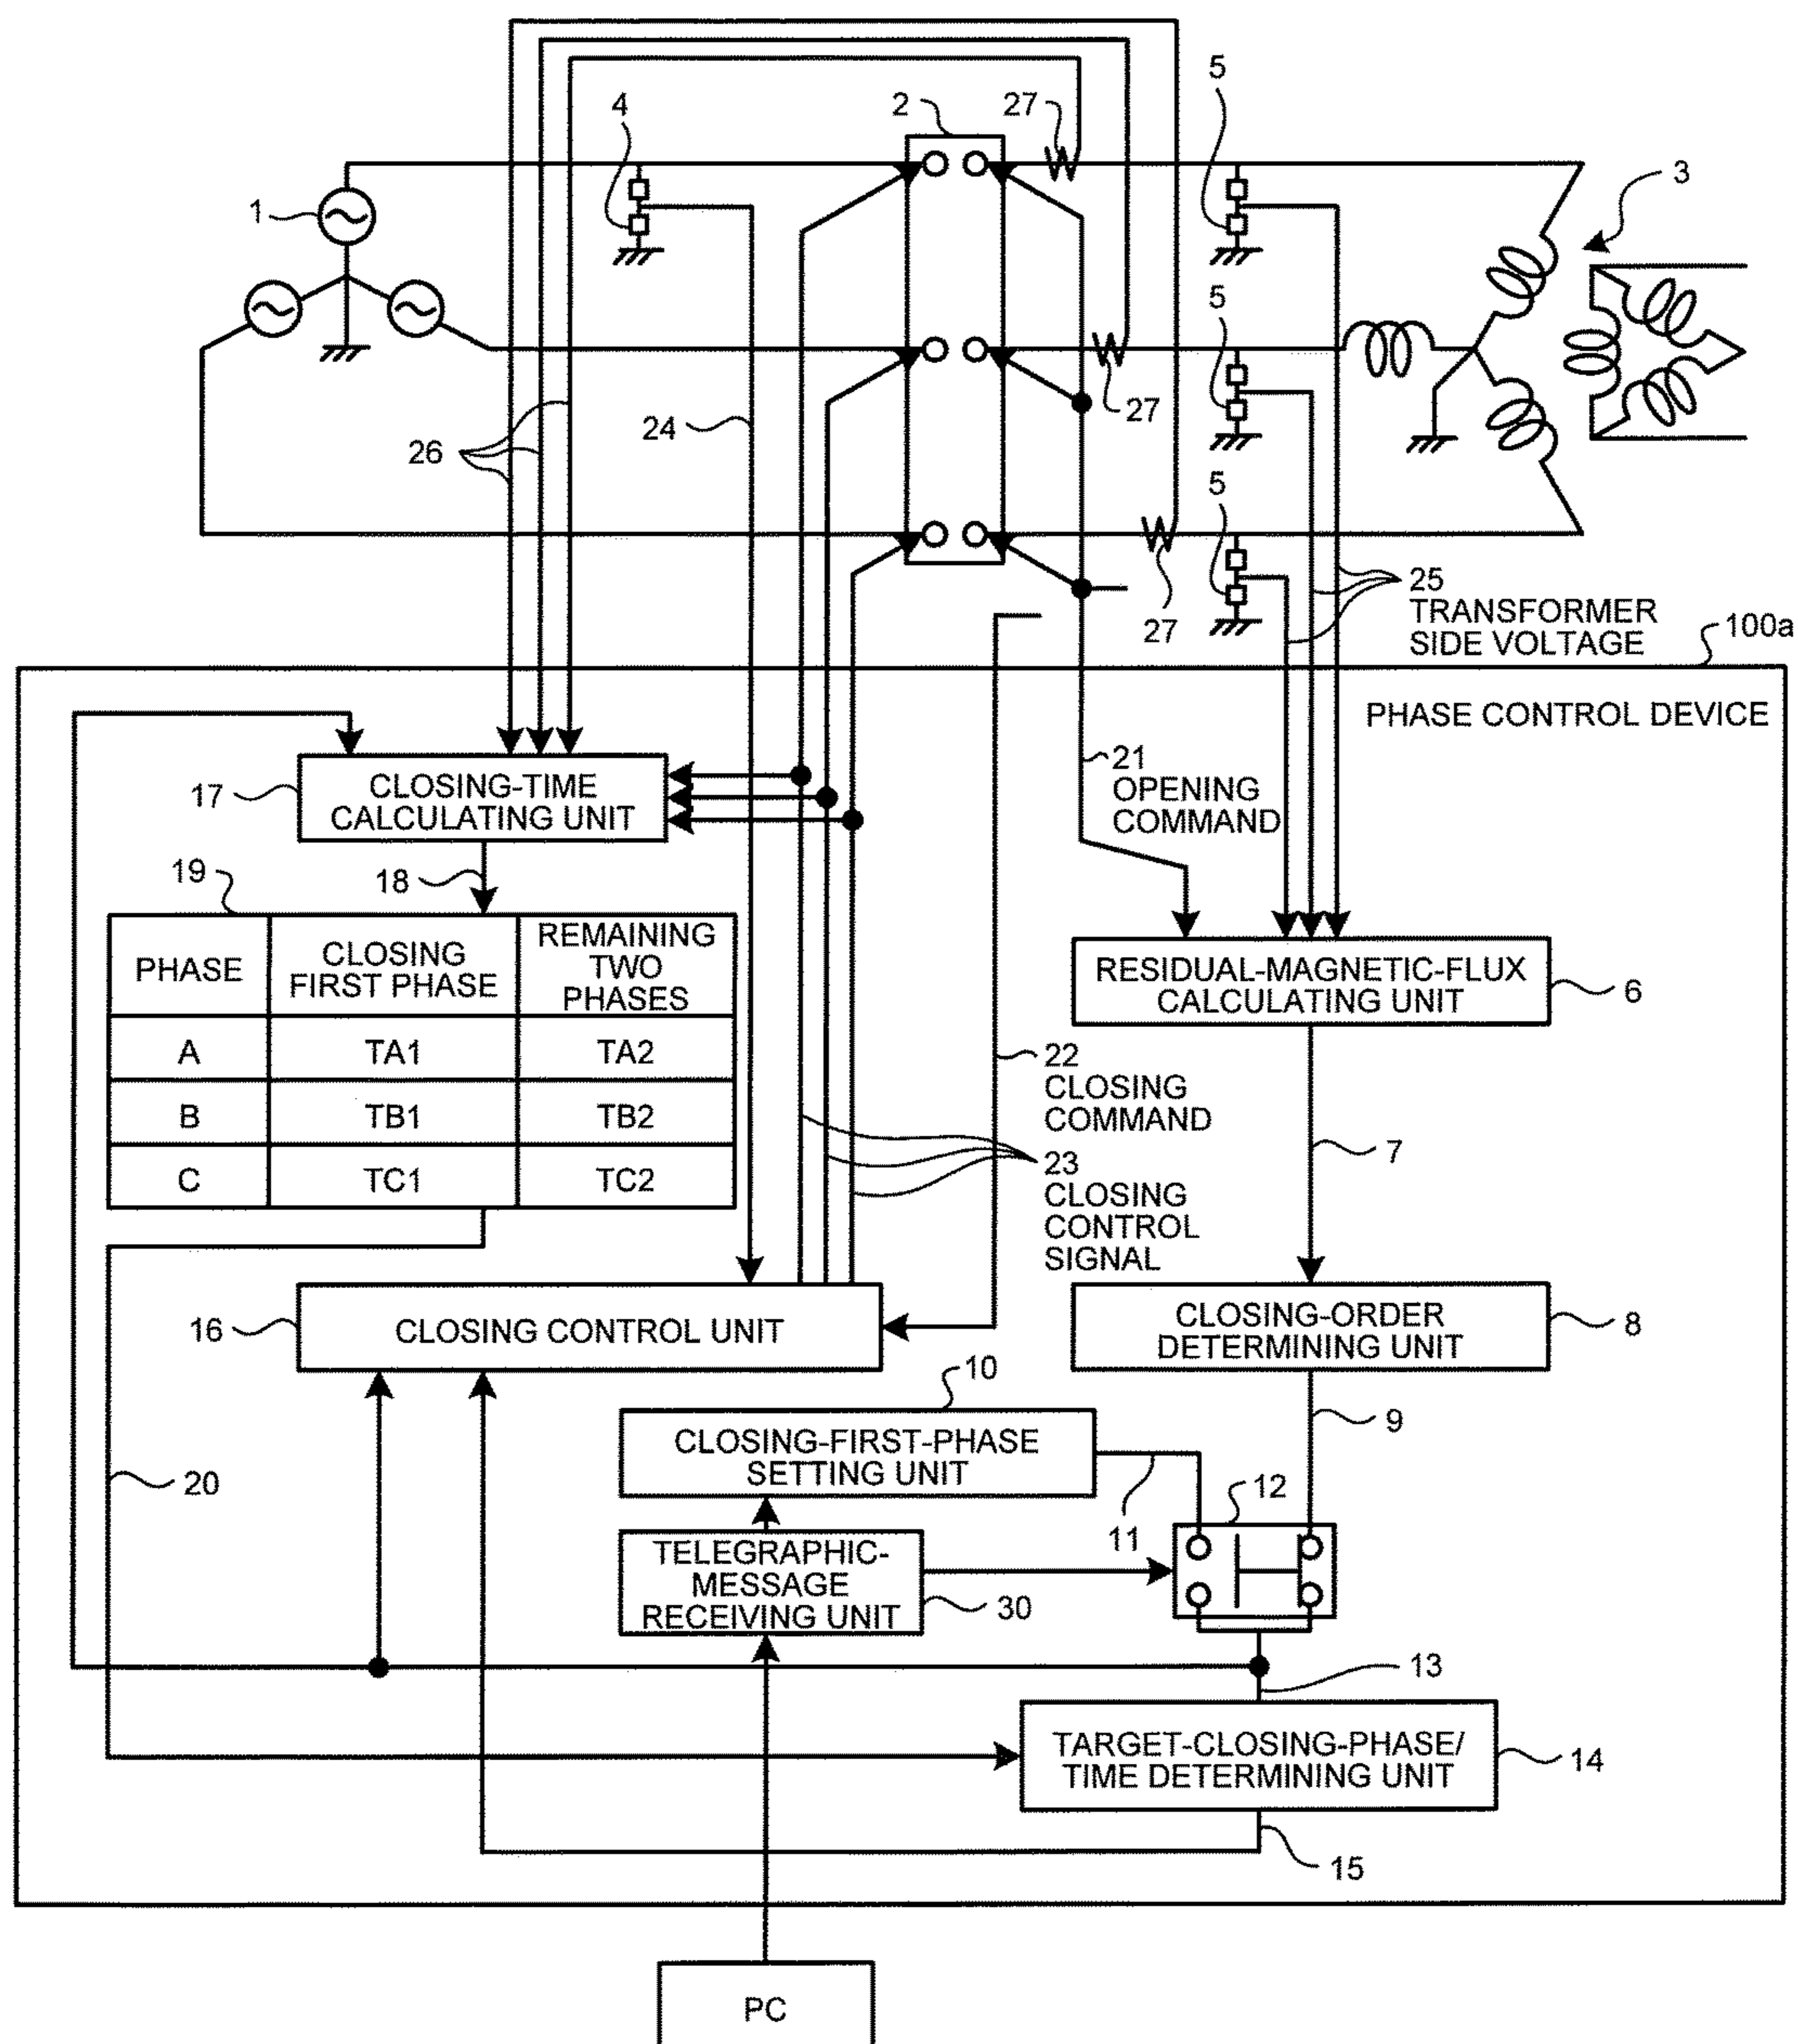 4
2
27
5
1
3
5
26
24
27
5
27
25
TRANSFORMER
SIDE VOLTAGE
100a
PHASE CONTROL DEVICE
17
CLOSING-TIME
CALCULATING UNIT
21
OPENING
COMMAND
19
18
PHASE
CLOSING
FIRST PHASE
REMAINING
TWO
PHASES
A
TA1
TA2
B
TB1
TB2
C
TC1
TC2
RESIDUAL-MAGNETIC-FLUX
CALCULATING UNIT
6
22
CLOSING
COMMAND
7
23
CLOSING
CONTROL
SIGNAL
16
CLOSING CONTROL UNIT
CLOSING-ORDER
DETERMINING UNIT
8
10
CLOSING-FIRST-PHASE
SETTING UNIT
9
20
11
12
TELEGRAPHIC-
MESSAGE
RECEIVING UNIT
30
13
TARGET-CLOSING-PHASE/
TIME DETERMINING UNIT
14
15
PC